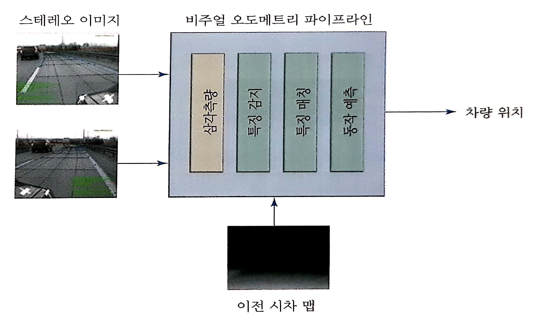 스테레오 이미지
비주얼 오도메트리 파이프라인
삼각측량
특징 감지
특징 매칭
동작 예측
차량 위치
이전 시차 맵